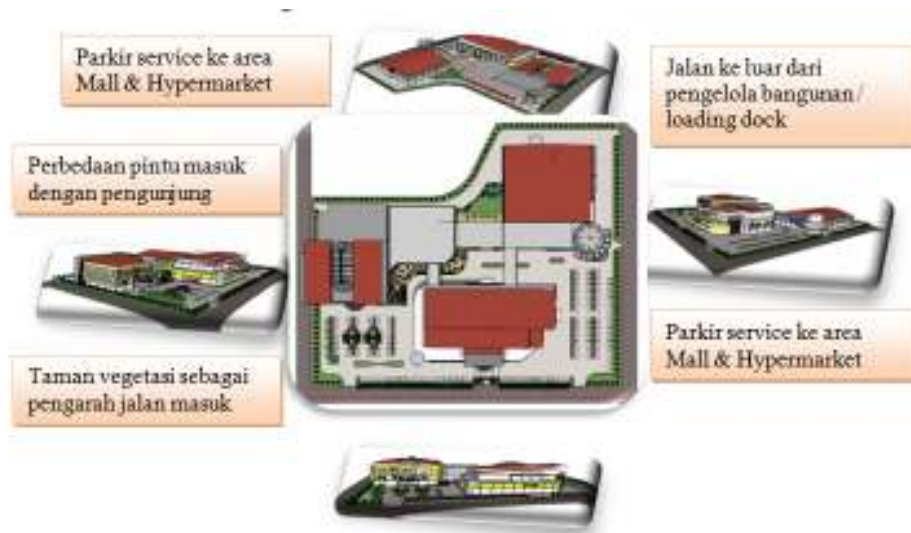 Parkir service ke area
Mall & Hypermarket
Jalan ke luar dari
pengelola bangunan /
loading dock
Perbedaan pintu masuk
dengan pengunjung
Parkir service ke area
Mall & Hypermarket
Taman vegetasi sebagai
pengarah jalan masuk